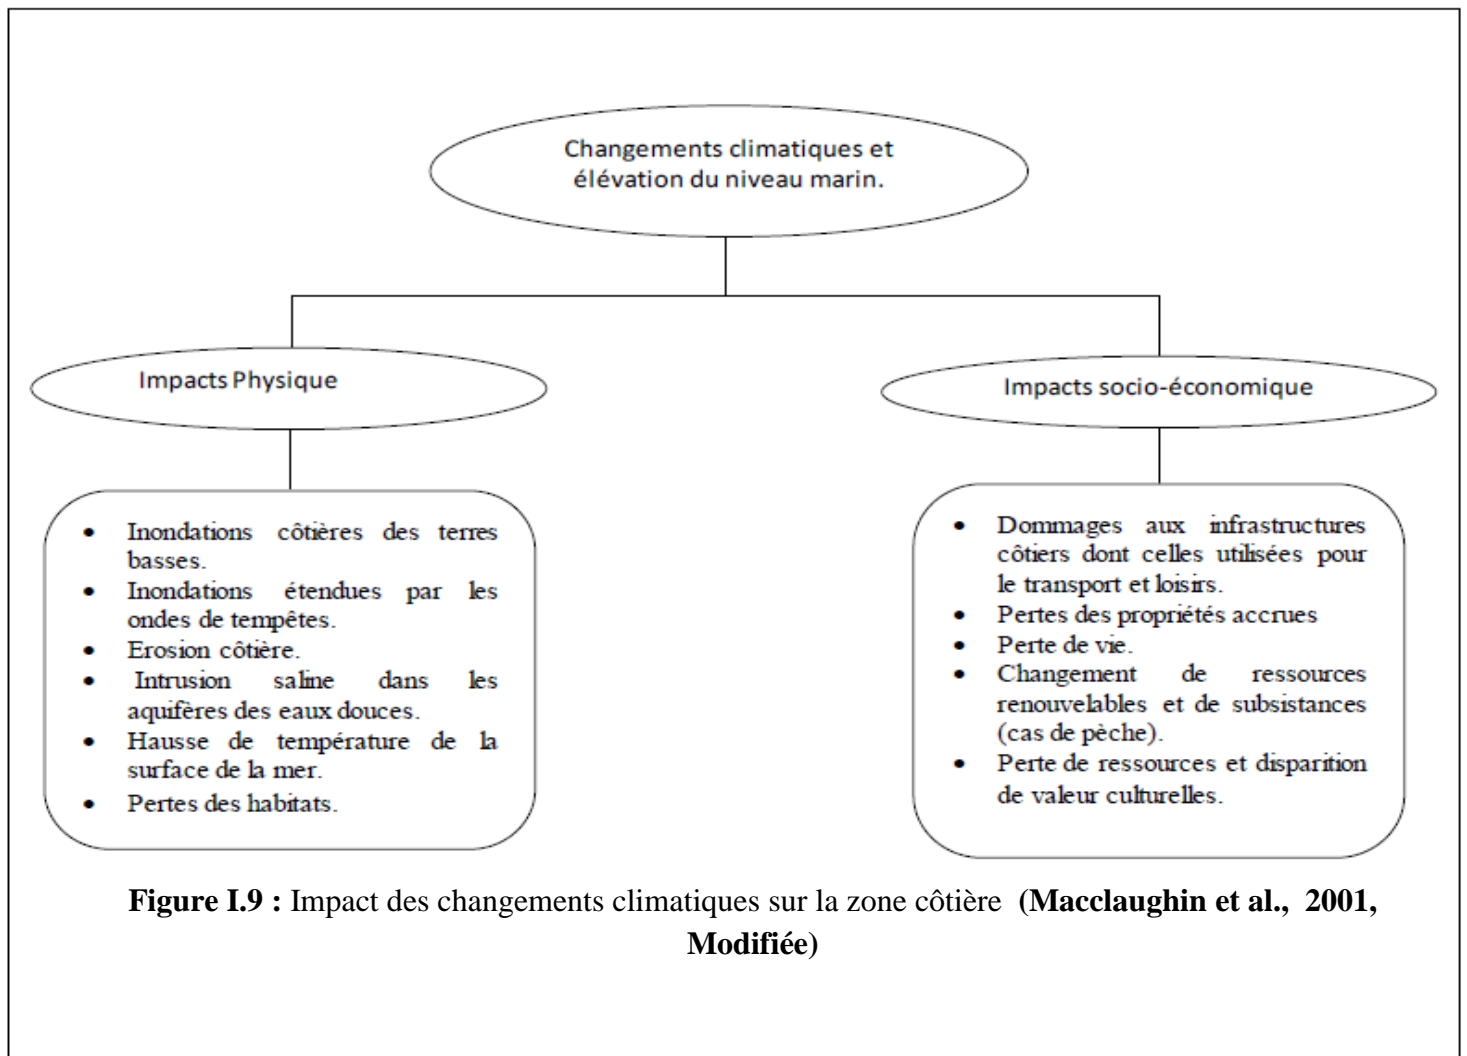 Changements climatiques et
élévation du niveau marin.
Impacts Physique
Impacts socio-économique
• Inondations côtières des terres
basses.
• Inondations étendues par les
ondes de tempêtes.
• Erosion côtière.
• Intrusion saline dans les
aquifères des eaux douces.
• Hausse de température de la
surface de la mer.
• Pertes des habitats.
• Dommages aux infrastructures
côtiers dont celles utilisées pour
le transport et loisirs.
• Pertes des propriétés accrues
• Perte de vie.
• Changement de ressources
renouvelables et de subsistances
(cas de pèche).
• Perte de ressources et disparition
de valeur culturelles.
Figure I.9 : Impact des changements climatiques sur la zone côtière (Macclaughin et al., 2001,
Modifiée)